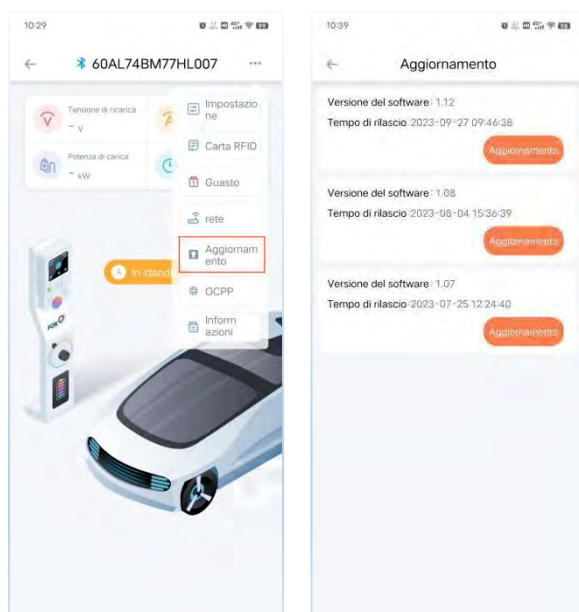 10:29
60AL74BM77HL007
Tensione di ricarica
- V
Potenza di carica
- kW
Impostazio
ne
Carta RFID
Guasto
rete
Aggiornam
ento
OCPP
Inform
azioni
In stand
FOX
10:39
Aggiornamento
Versione del software: 1.12
Tempo di rilascio:2023-09-27 09:46:38
Aggiornamento
Versione del software: 1.08
Tempo di rilascio:2023-08-04 15:36:39
Aggiornamento
Versione del software: 1.07
Tempo di rilascio:2023-07-25 12:24:40
Aggiornamento